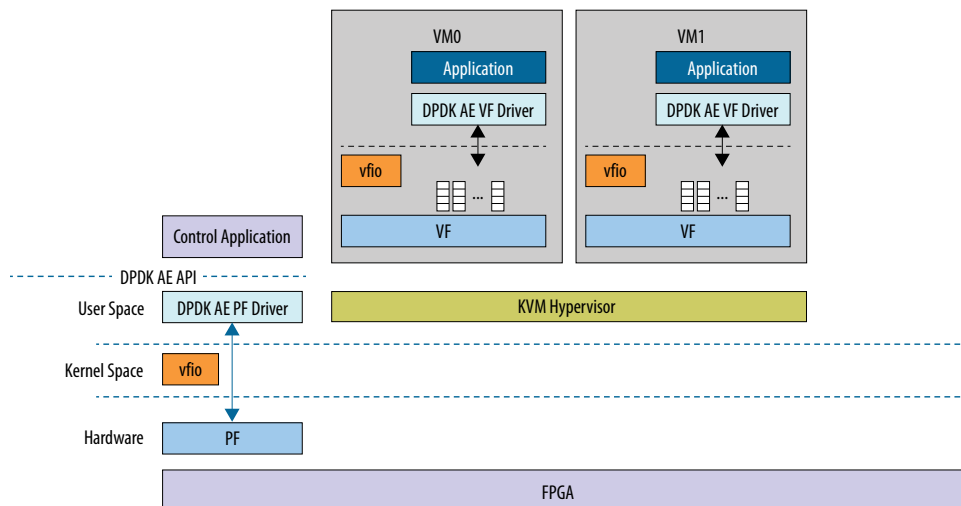 VM0
VM1
Application
Application
DPDK AE VF Driver
DPDK AE VF Driver
vfio
vfio
...
...
VF
VF
Control Application
DPDK AE API
User Space
DPDK AE PF Driver
KVM Hypervisor
Kernel Space
vfio
Hardware
PF
FPGA